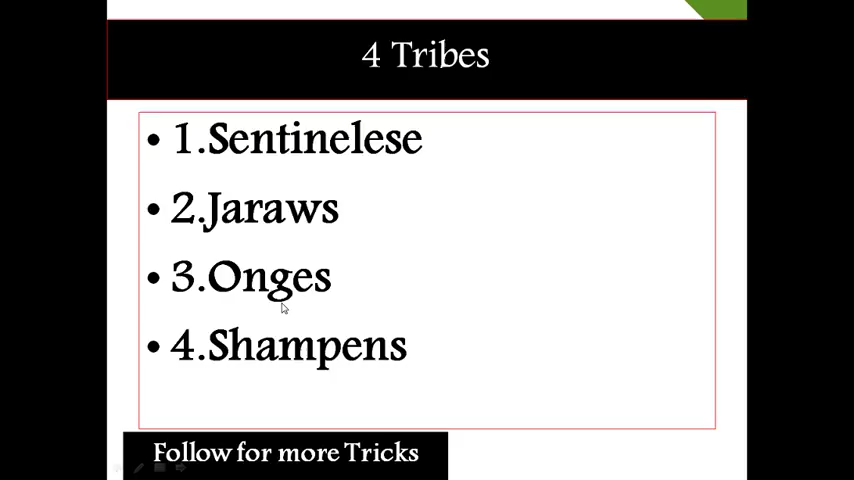 4 Tribes
• 1.Sentinelese
• 2.Jaraws
• 3.Onges
• 4.Shampens
Follow for more Tricks